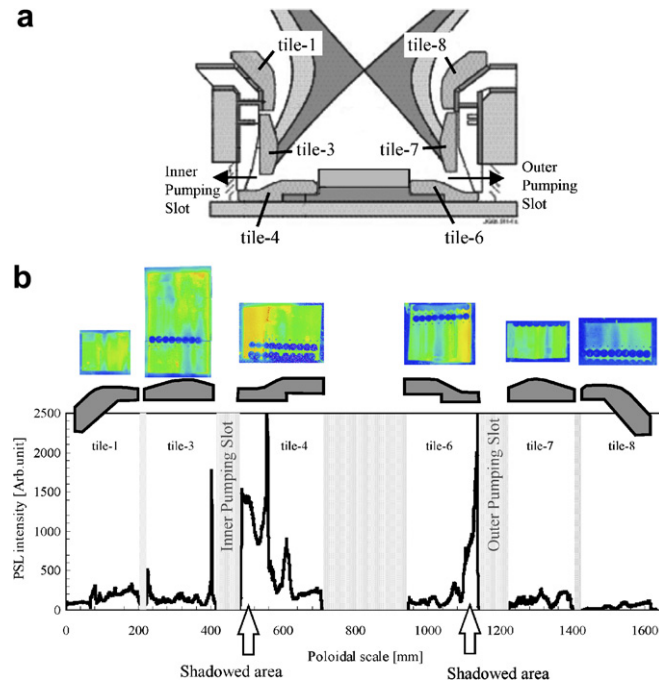 a
tile-1
tile-8
tile-3
tile-7
Inner
Pumping
Slot
Outer
Pumping
Slot
tile-4
tile-6
b
PSL intensity [Arb.unit]
2500
2000
1500
1000
500
0
tile-1
tile-3
Inner Pumping Slot
tile-4
tile-6
Outer Pumping Slot
tile-7
tile-8
0 200 400 600 800 1000 1200 1400 1600
Poloidal scale [mm]
Shadowed area
Shadowed area